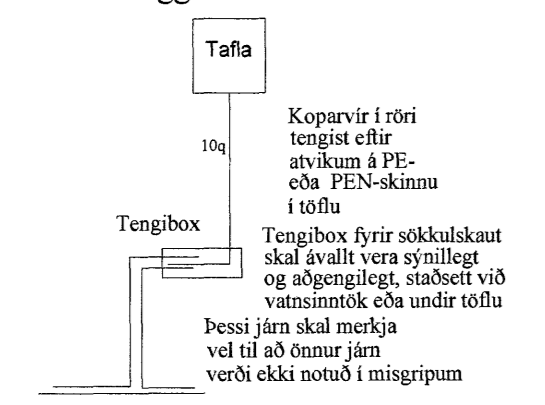 Tafla
Koparvír í röri
tengist eftir
atvikum á PE-
eða PEN-skinnu
í töflu
10q
Tengibox
Tengibox fyrir sökkulskaut
skal ávallt vera sýnillegt
og aðgengilegt, staðsett við
vatnsinntök eða undir töflu
Þessi járn skal merkja
vel til að önnur járn
verði ekki notuð í misgripum